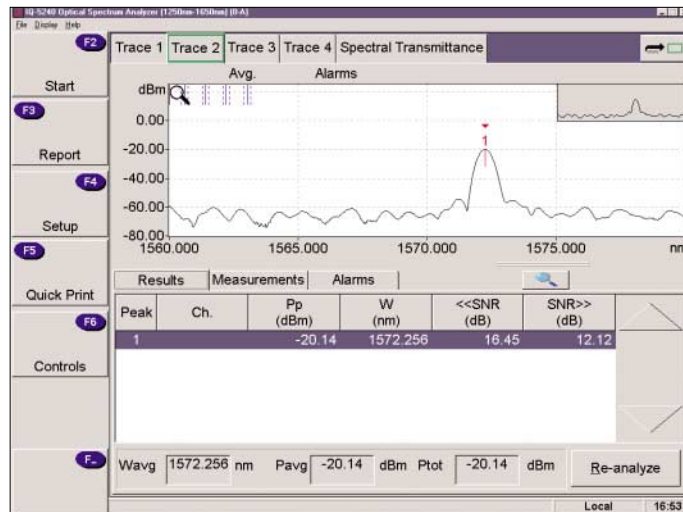 IQ-5240 Optical Spectrum Analyzer (1250nm-1650nm) (0-A)
File Display Help
F2
Start
F3
Report
F4
Setup
F5
Quick Print
F6
Controls
F..
Trace 1 Trace 2 Trace 3 Trace 4 Spectral Transmittance
Avg. Alarms
dBm
0.00
-20.00
-40.00
-60.00
-80.00
1
1560.000 1565.000 1570.000 1575.000 nm
Results Measurements Alarms
Peak Ch. Pp (dBm) W (nm) <<SNR (dB) SNR>> (dB)
1 -20.14 1572.256 16.45 12.12
Wavg 1572.256 nm Pavg -20.14 dBm Ptot -20.14 dBm Re-analyze
Local 16:53